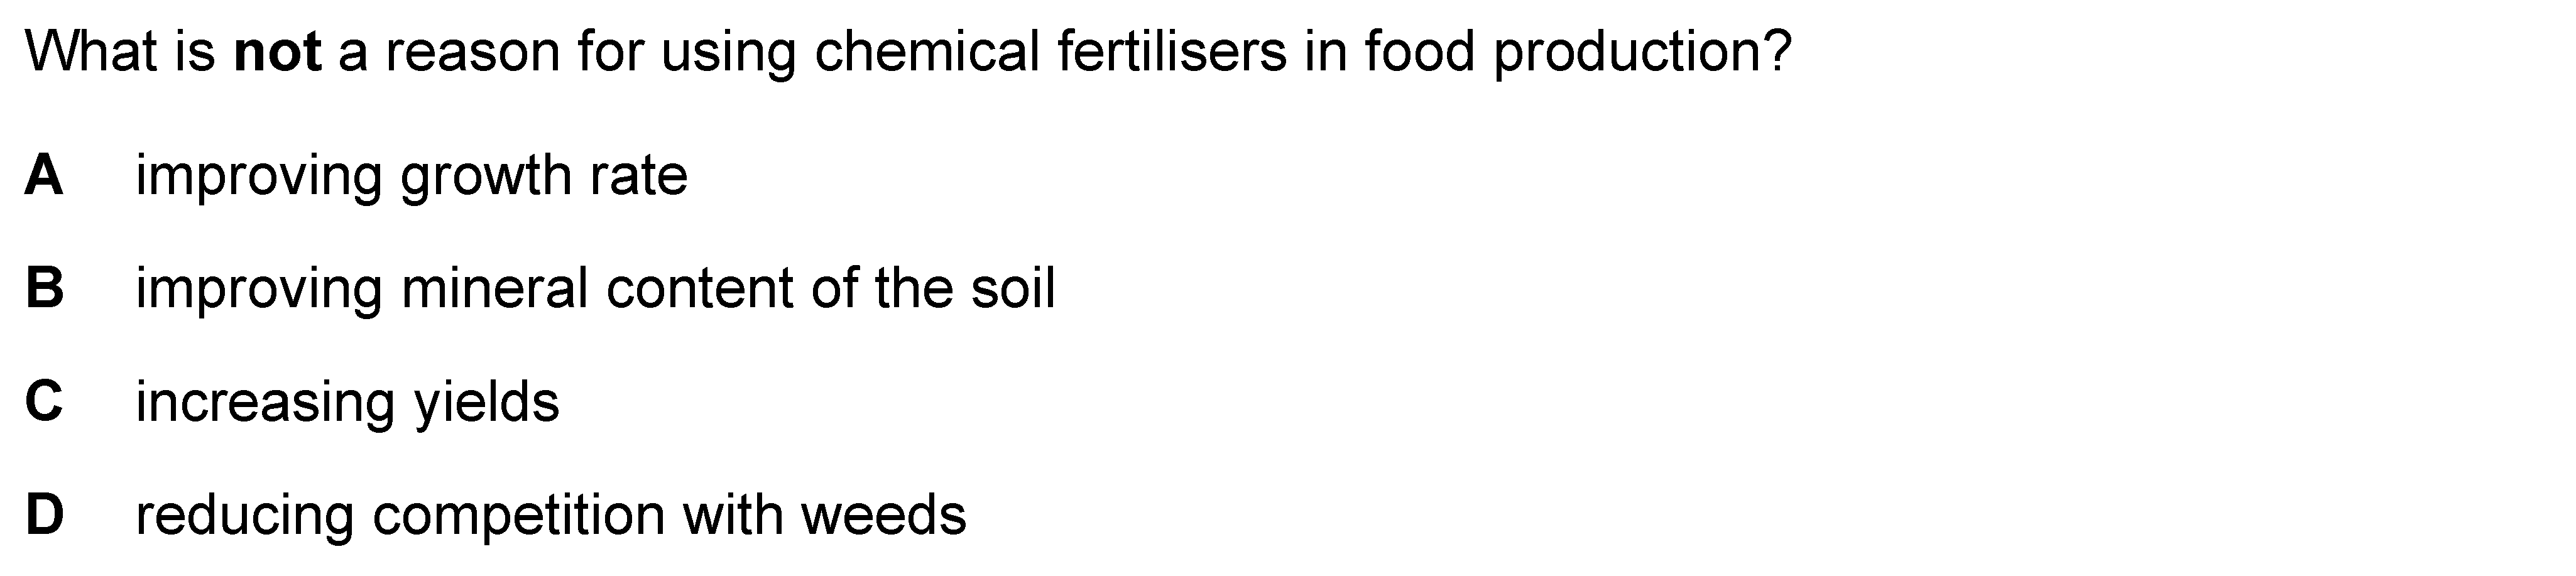 What is not a reason for using chemical fertilisers in food production?
A improving growth rate
B improving mineral content of the soil
C increasing yields
D reducing competition with weeds